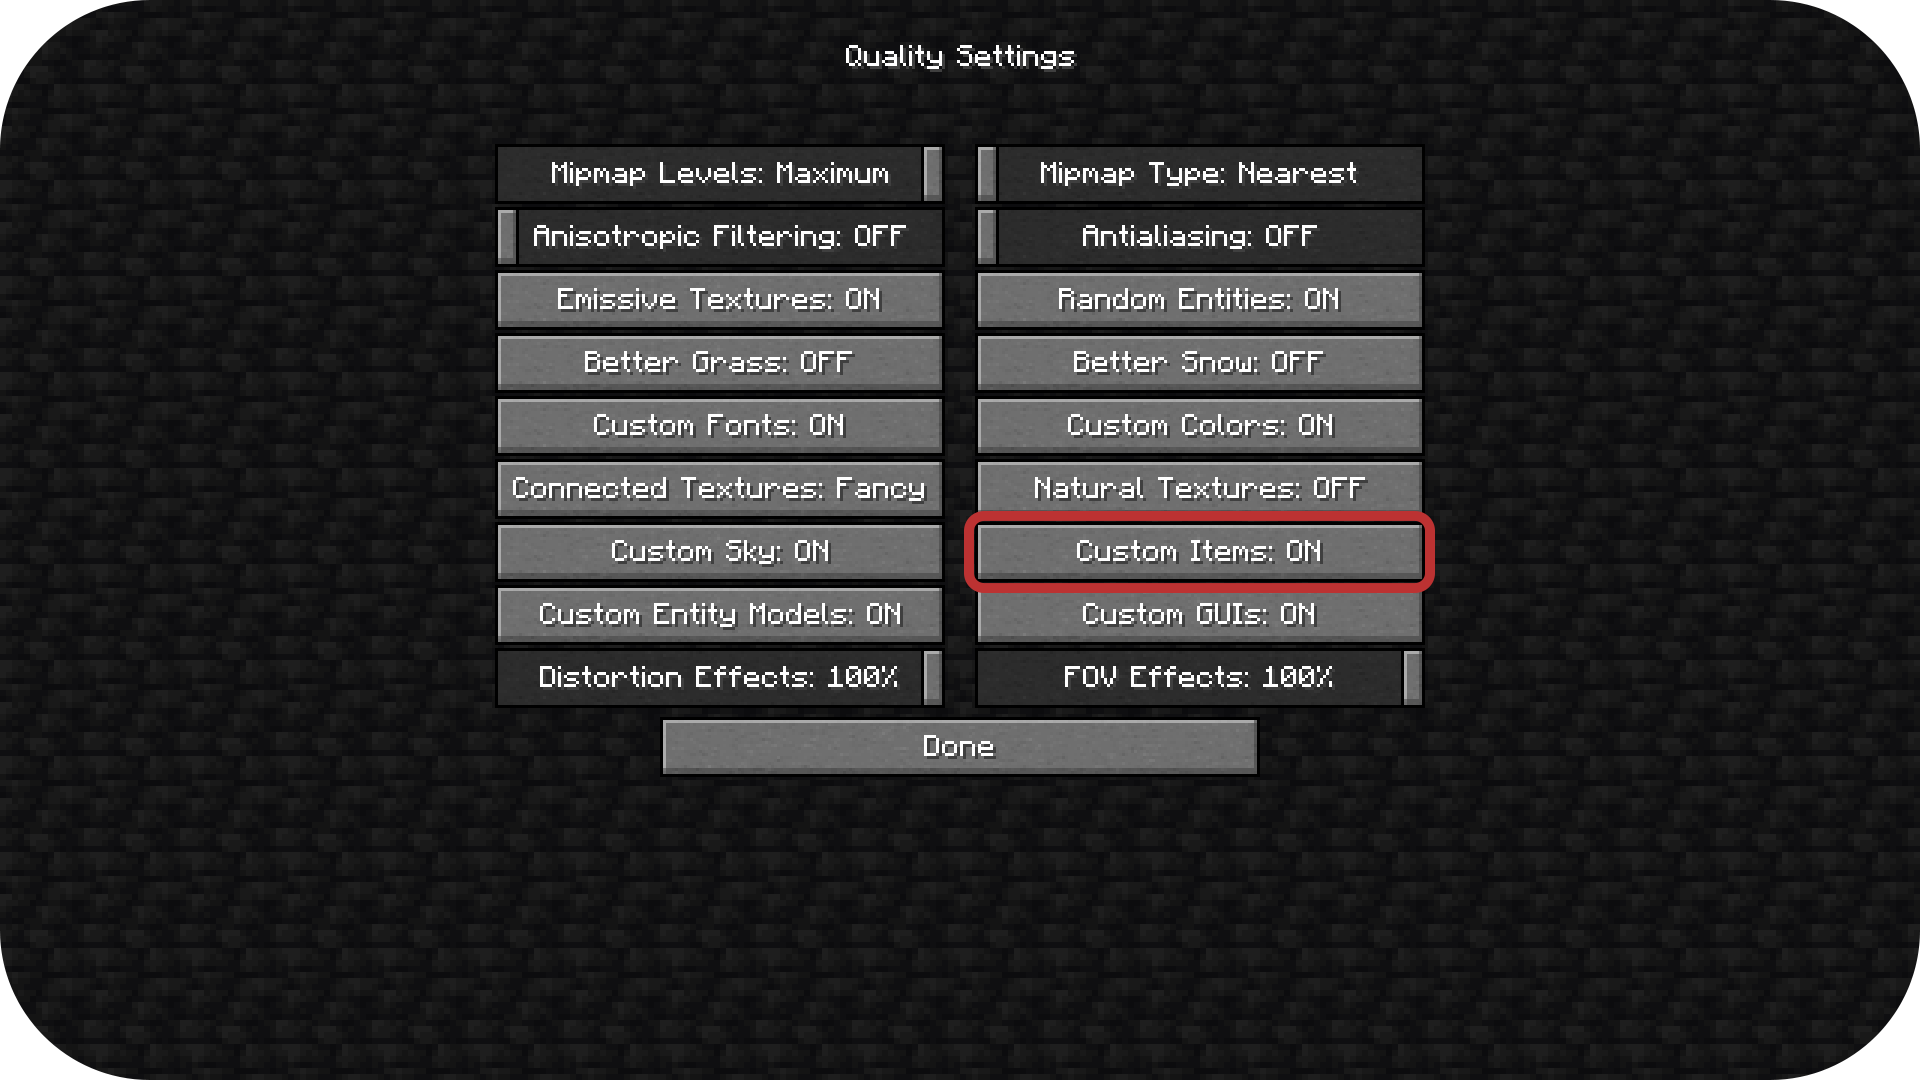 Quality Settings
Mipmap Levels: Maximum
Mipmap Type: Nearest
Anisotropic Filtering: OFF
Antialiasing: OFF
Emissive Textures: ON
Random Entities: ON
Better Grass: OFF
Better Snow: OFF
Custom Fonts: ON
Custom Colors: ON
Connected Textures: Fancy
Natural Textures: OFF
Custom Sky: ON
Custom Items: ON
Custom Entity Models: ON
Custom GUIs: ON
Distortion Effects: 100%
FOV Effects: 100%
Done